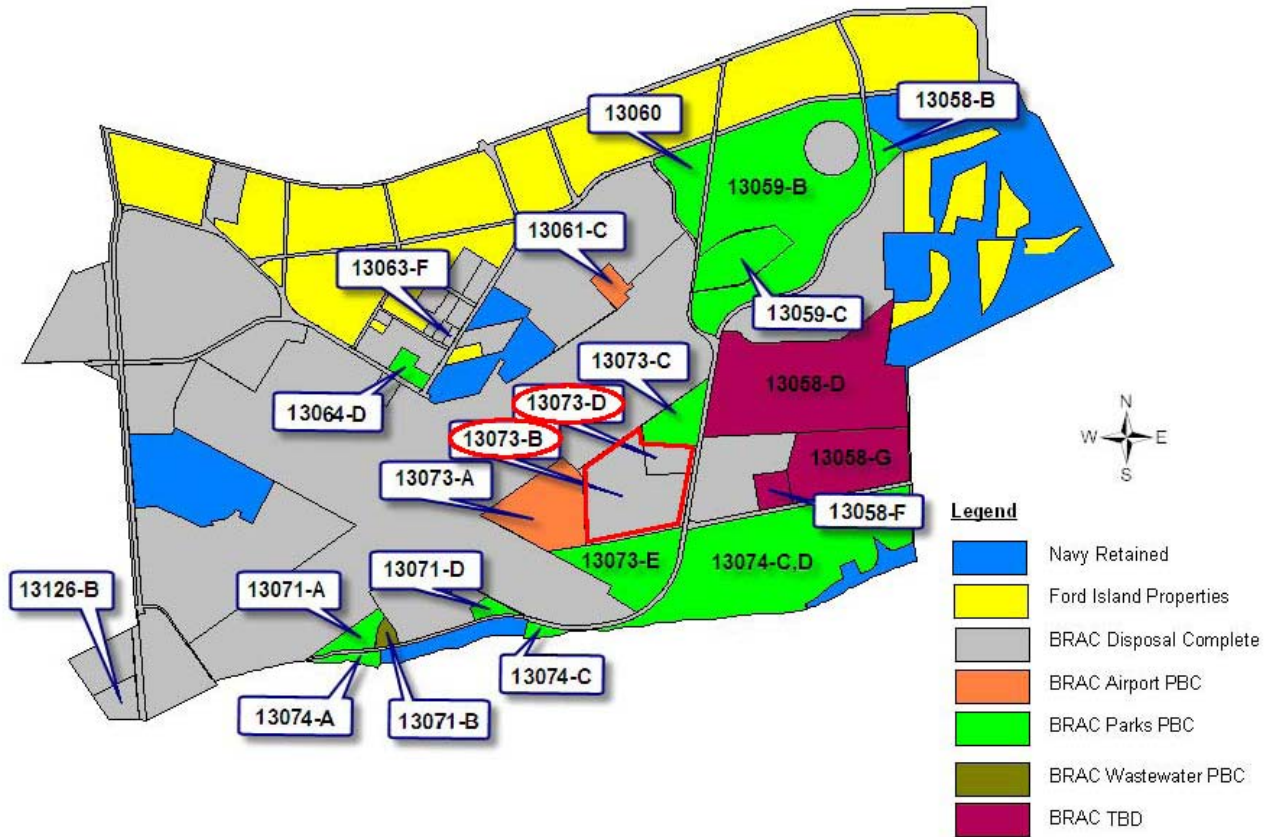 13058-B
13060
13059-B
13061-C
13063-F
13059-C
13073-C
13058-D
13064-D
13073-D
13073-B
13058-G
13073-A
13058-F
13073-E
13074-C,D
13071-D
13071-A
13126-B
13074-C
13074-A
13071-B
N
W
E
S
Legend
Navy Retained
Ford Island Properties
BRAC Disposal Complete
BRAC Airport PBC
BRAC Parks PBC
BRAC Wastewater PBC
BRAC TBD